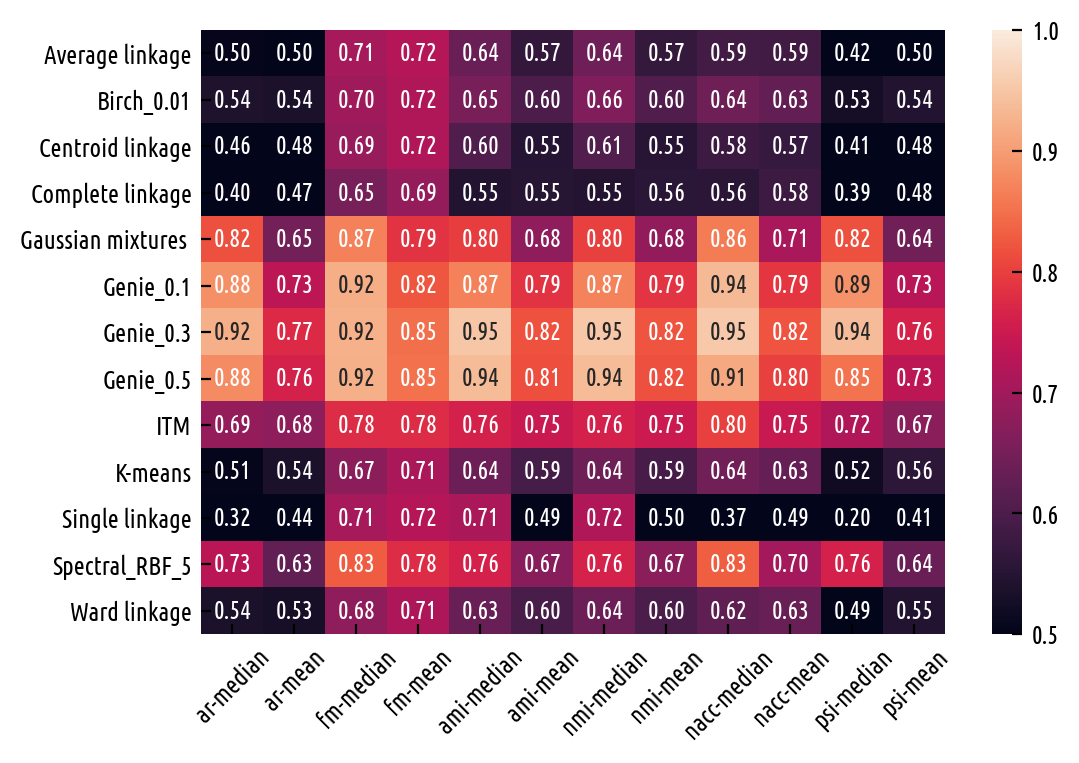 Average linkage 0.50 0.50 0.71 0.72 0.64 0.57 0.64 0.57 0.59 0.59 0.42 0.50
Birch_0.01 0.54 0.54 0.70 0.72 0.65 0.60 0.66 0.60 0.64 0.63 0.53 0.54
Centroid linkage 0.46 0.48 0.69 0.72 0.60 0.55 0.61 0.55 0.58 0.57 0.41 0.48
Complete linkage 0.40 0.47 0.65 0.69 0.55 0.55 0.55 0.56 0.56 0.58 0.39 0.48
Gaussian mixtures 0.82 0.65 0.87 0.79 0.80 0.68 0.80 0.68 0.86 0.71 0.82 0.64
Genie_0.1 0.88 0.73 0.92 0.82 0.87 0.79 0.87 0.79 0.94 0.79 0.89 0.73
Genie_0.3 0.92 0.77 0.92 0.85 0.95 0.82 0.95 0.82 0.95 0.82 0.94 0.76
Genie_0.5 0.88 0.76 0.92 0.85 0.94 0.81 0.94 0.82 0.91 0.80 0.85 0.73
ITM 0.69 0.68 0.78 0.78 0.76 0.75 0.76 0.75 0.80 0.75 0.72 0.67
K-means 0.51 0.54 0.67 0.71 0.64 0.59 0.64 0.59 0.64 0.63 0.52 0.56
Single linkage 0.32 0.44 0.71 0.72 0.71 0.49 0.72 0.50 0.37 0.49 0.20 0.41
Spectral_RBF_5 0.73 0.63 0.83 0.78 0.76 0.67 0.76 0.67 0.83 0.70 0.76 0.64
Ward linkage 0.54 0.53 0.68 0.71 0.63 0.60 0.64 0.60 0.62 0.63 0.49 0.55
ar-median
ar-mean
fm-median
fm-mean
ami-median
ami-mean
nmi-median
nmi-mean
nacc-median
nacc-mean
psi-median
psi-mean
1.0
0.9
0.8
0.7
0.6
0.5